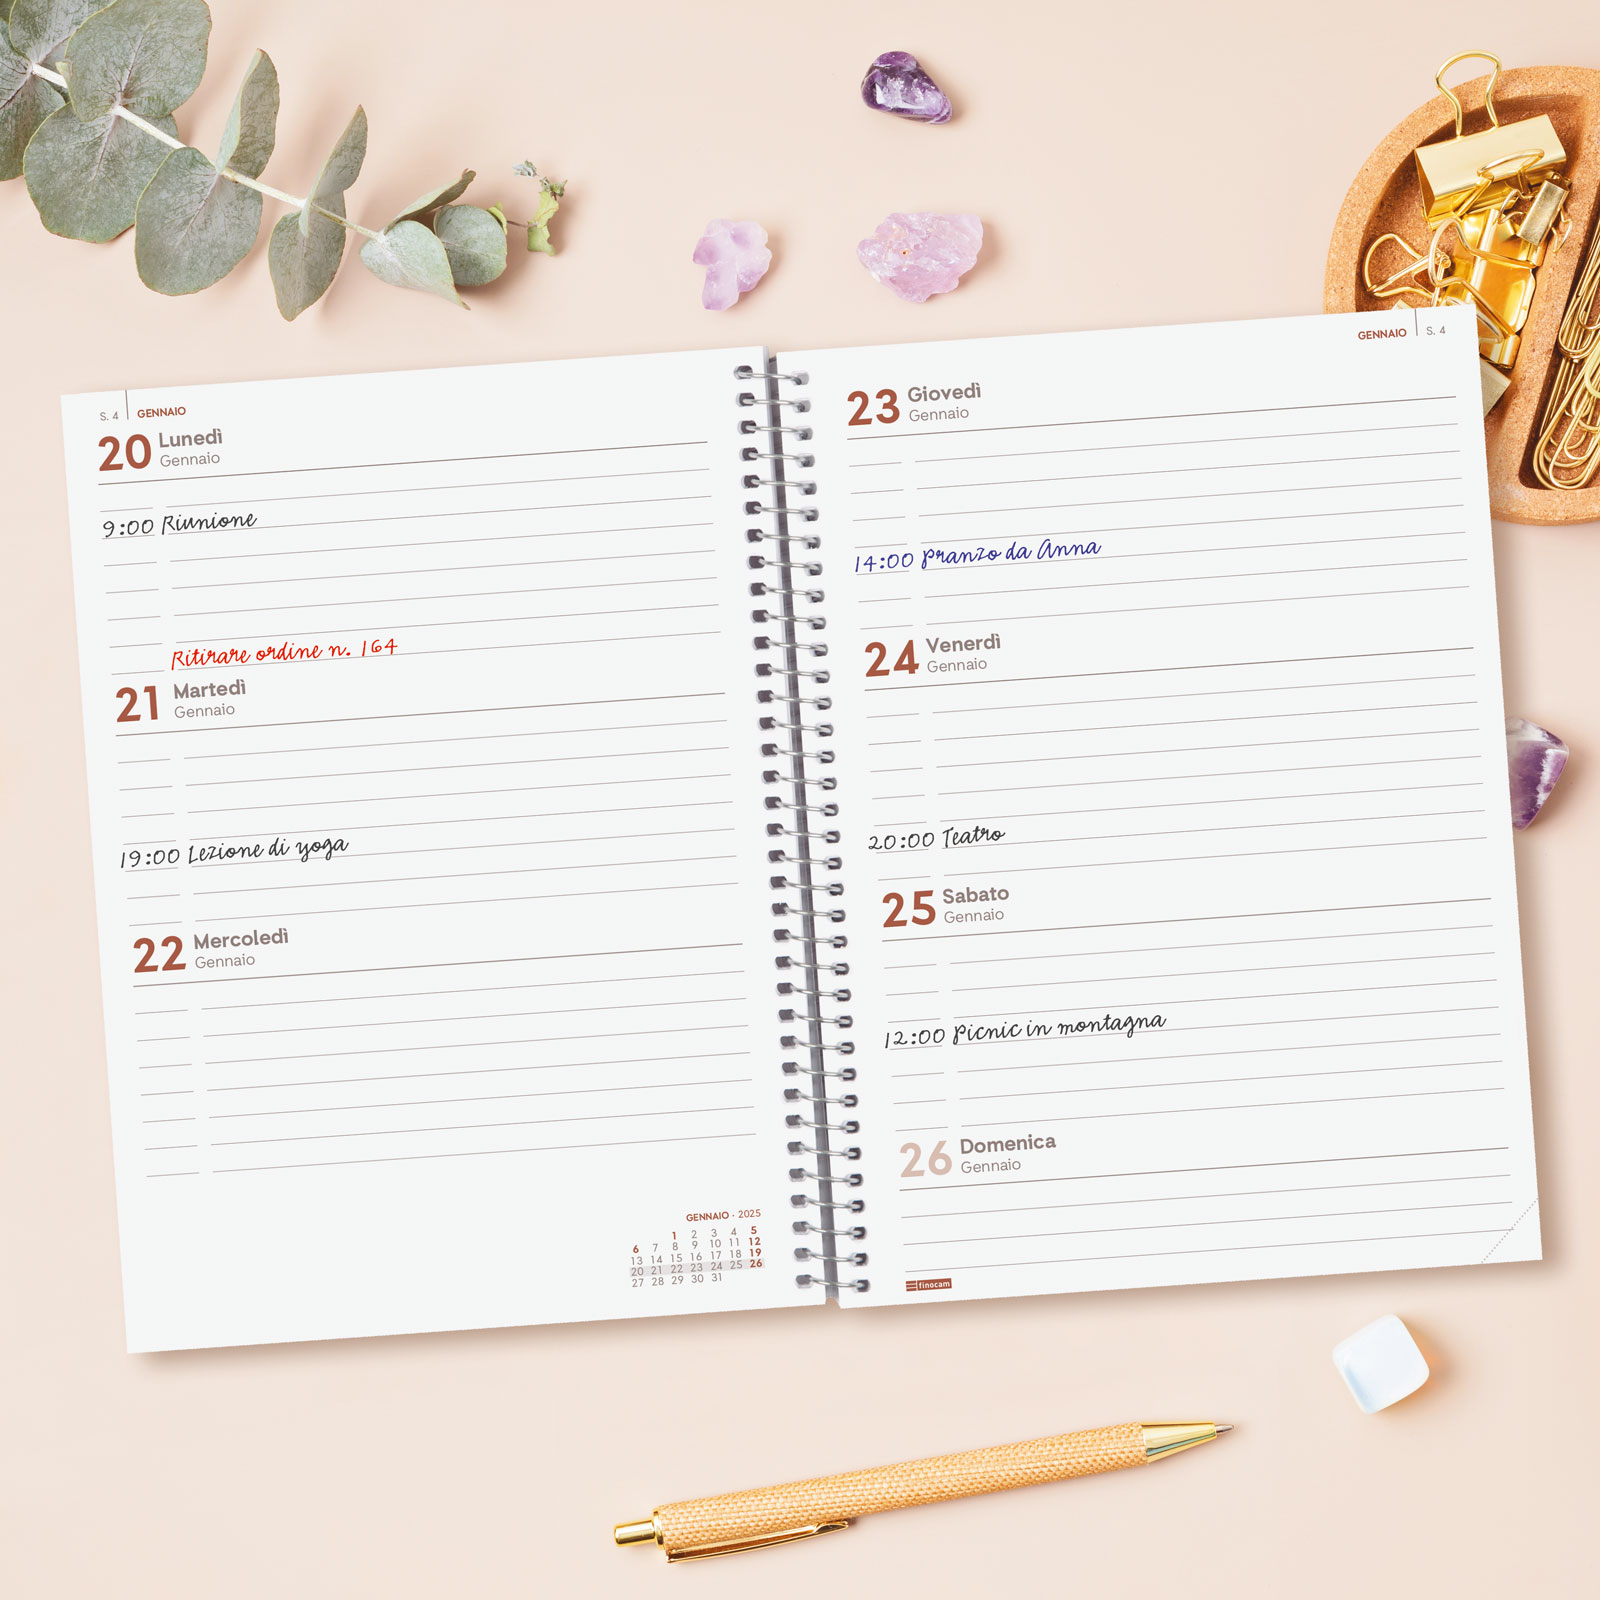 S. 4 | GENNAIO
20 Lunedì
Gennaio
9:00 Riunione
Ritirare ordine n. 164
21 Martedì
Gennaio
19:00 Lezione di yoga
22 Mercoledì
Gennaio
GENNAIO · 2025
1 2 3 4 5
6 7 8 9 10 11 12
13 14 15 16 17 18 19
20 21 22 23 24 25 26
27 28 29 30 31
GENNAIO | S. 4
23 Giovedì
Gennaio
14:00 Pranzo da Anna
24 Venerdì
Gennaio
20:00 Teatro
25 Sabato
Gennaio
12:00 Picnic in montagna
26 Domenica
Gennaio
finocam